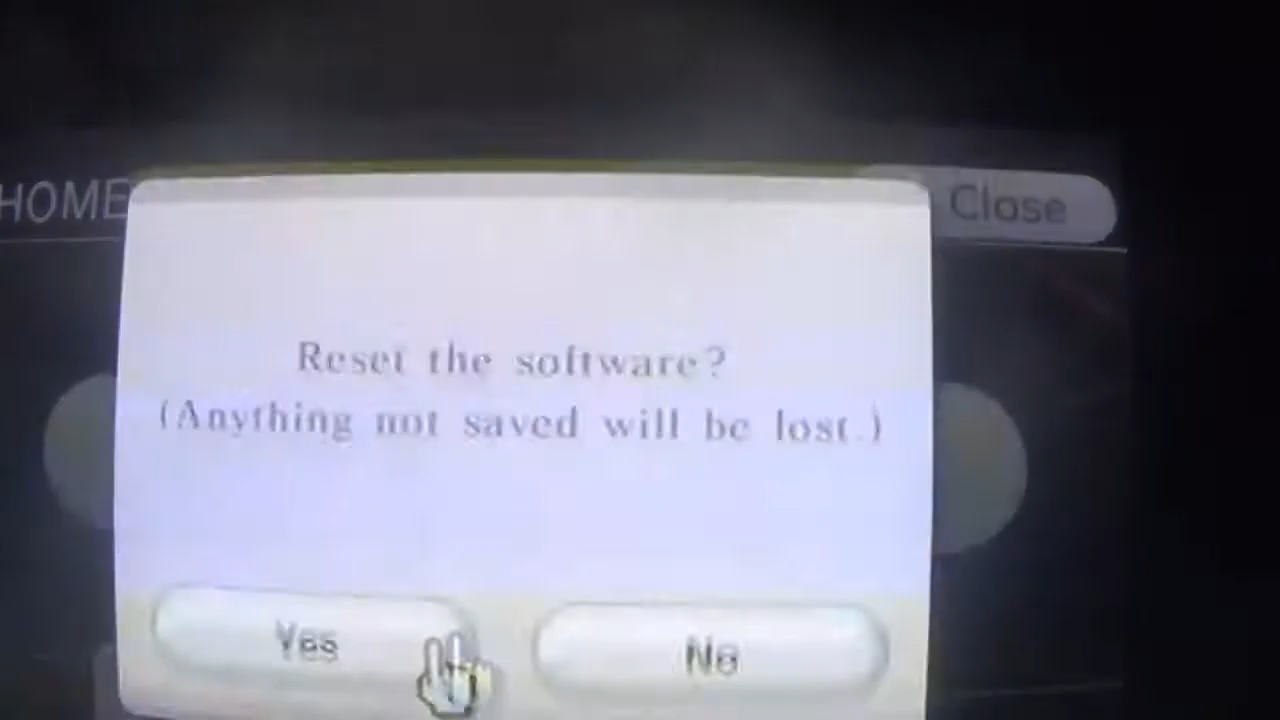 HOME
Close
Reset the software?
(Anything not saved will be lost.)
Yes
No